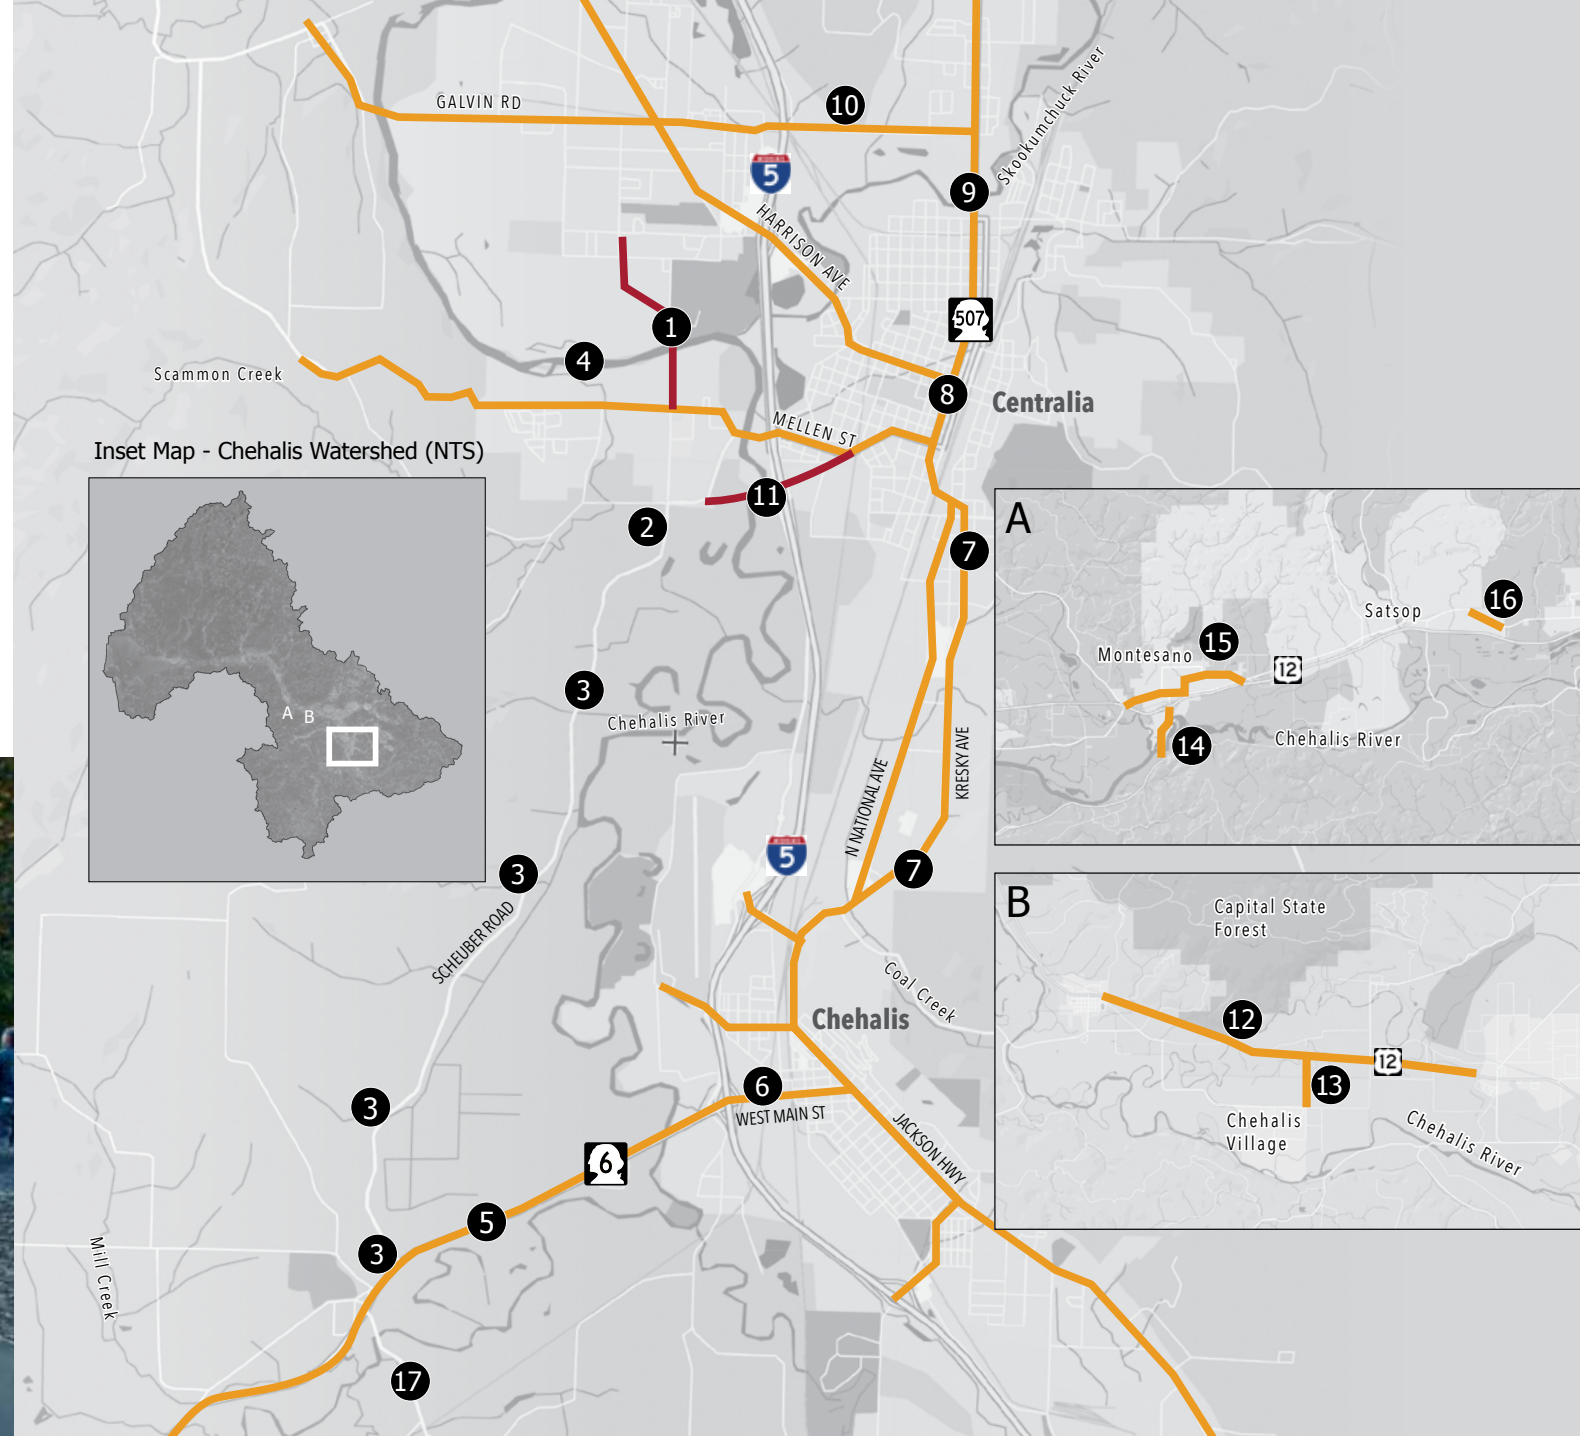 GALVIN RD
10
Skookumchuck River
5
9
HARRISON AVE
507
1
4
Scammon Creek
8
Centralia
MELLEN ST
Inset Map - Chehalis Watershed (NTS)
11
2
7
A
16
Satsop
15
Montesano
12
14
Chehalis River
A B
3
Chehalis River
N NATIONAL AVE
KRESKY AVE
5
7
3
SCHEUBER ROAD
B
Capital State
Forest
12
12
13
Chehalis
Village
Chehalis River
Coal Creek
Chehalis
6
WEST MAIN ST
3
JACKSON HWY
6
5
3
Mill Creek
17